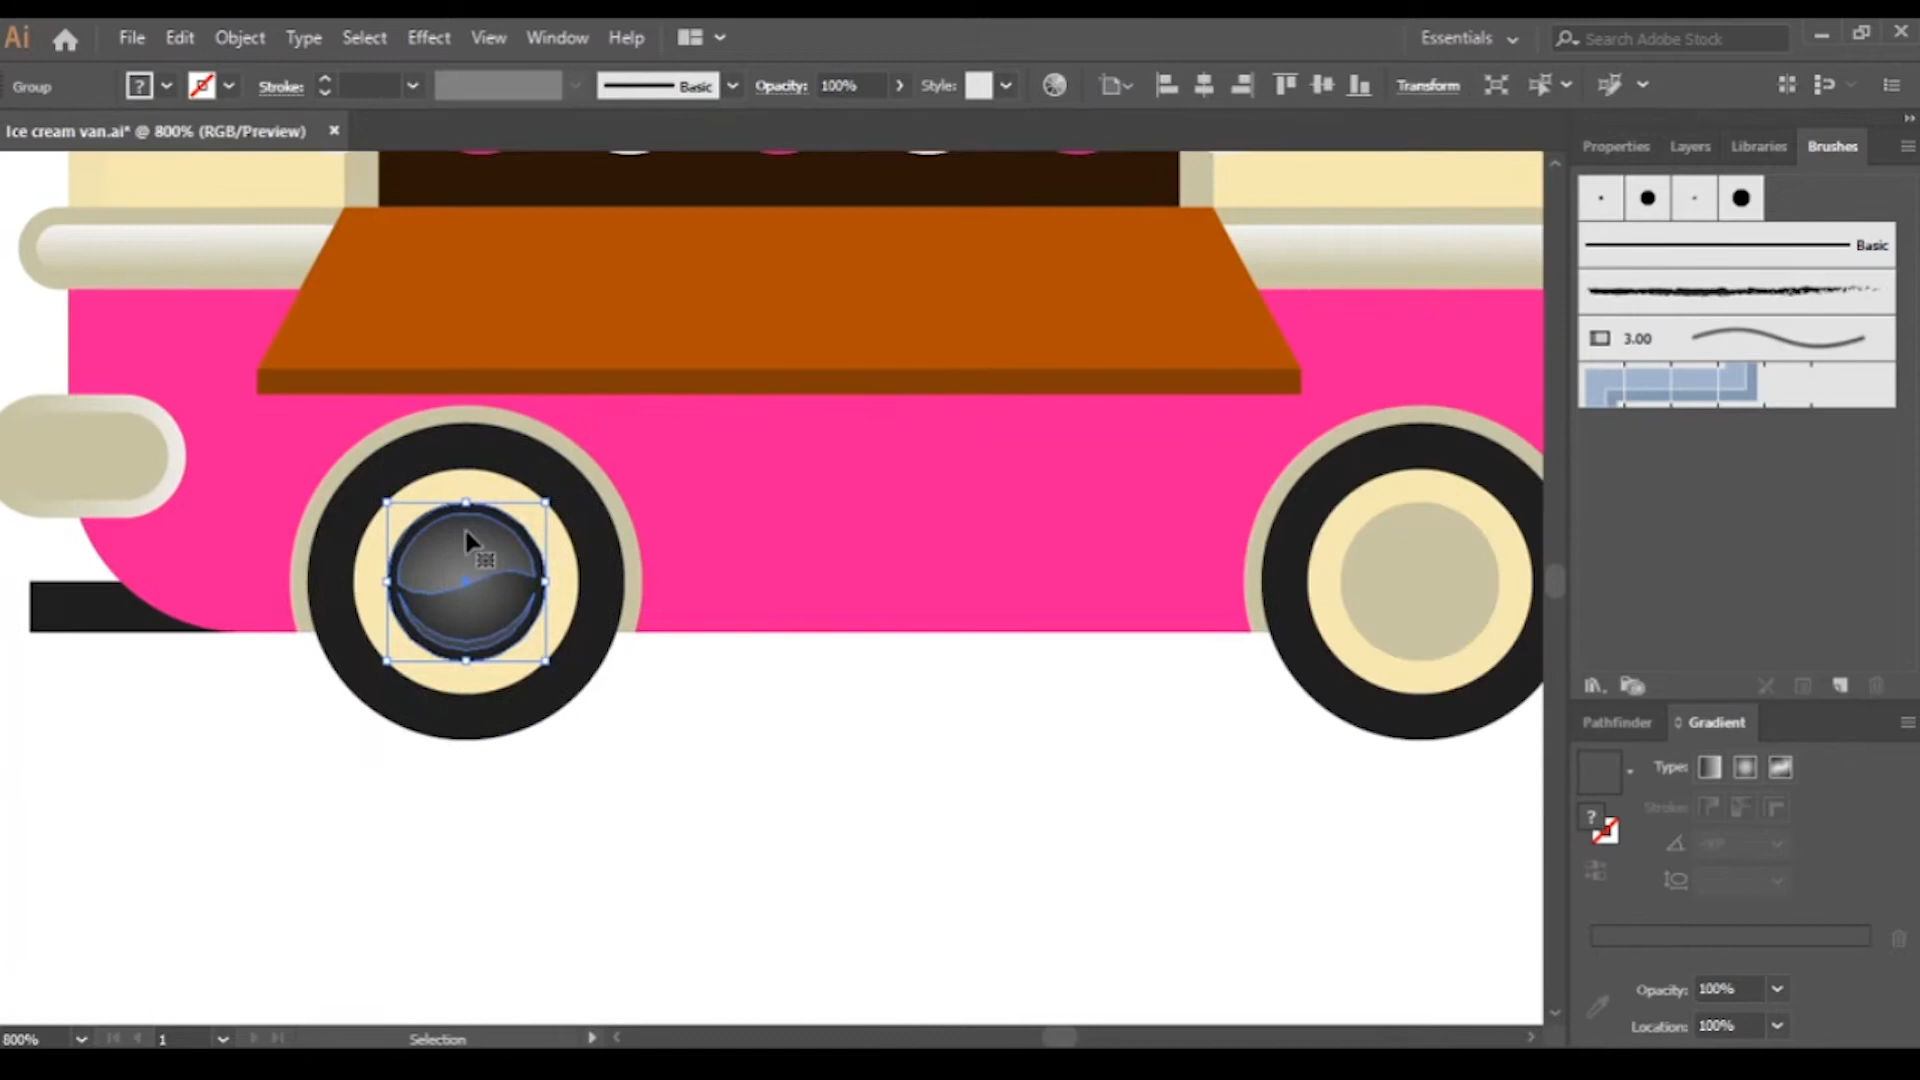 Ai File Edit Object Type Select Effect View Window Help Essentials Search Adobe Stock
Group ? Stroke: Basic Opacity: 100% Style: Transform
Ice cream van.ai* @ 800% (RGB/Preview) ×
Properties Layers Libraries Brushes
Basic
3.00
Pathfinder Gradient
Type:
Stroke:
?
-90°
Opacity: 100%
Location: 100%
800% 1 Selection